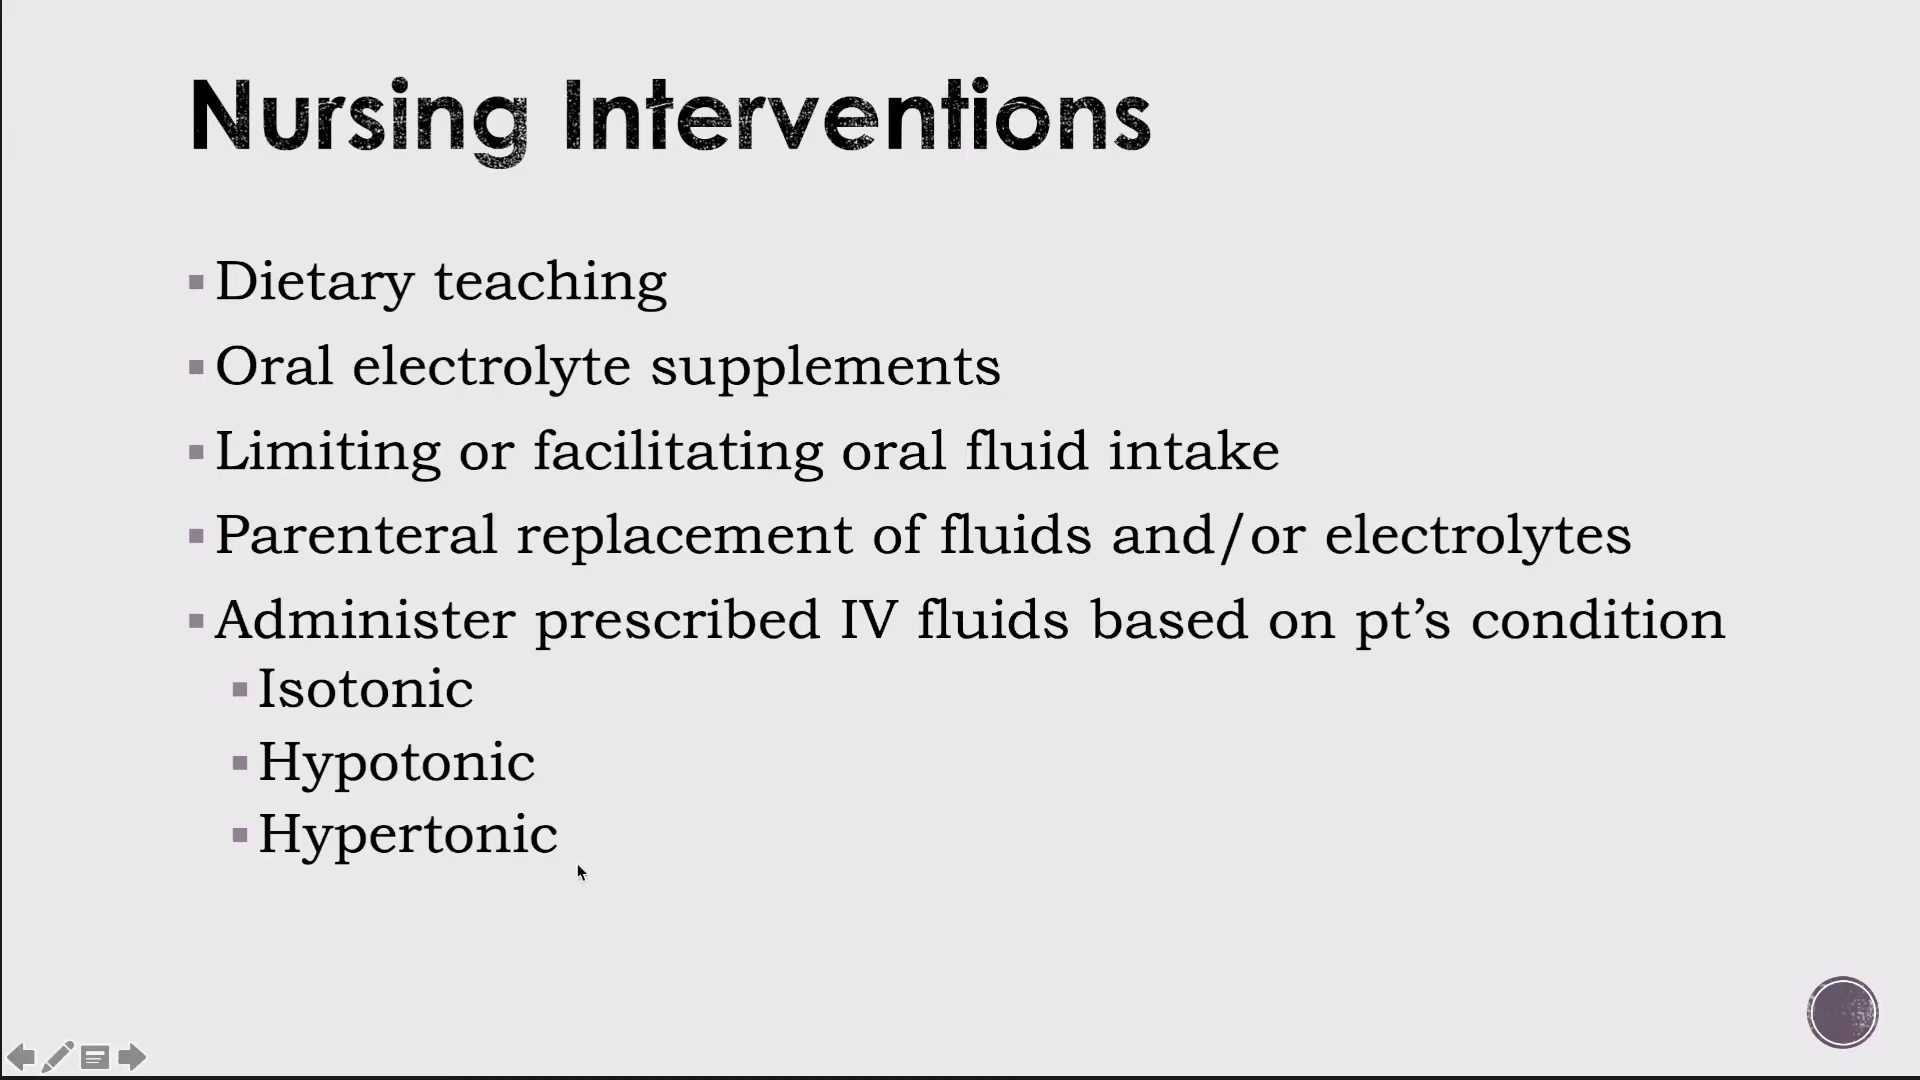 Nursing Interventions
Dietary teaching
Oral electrolyte supplements
Limiting or facilitating oral fluid intake
Parenteral replacement of fluids and/or electrolytes
Administer prescribed IV fluids based on pt’s condition
Isotonic
Hypotonic
Hypertonic